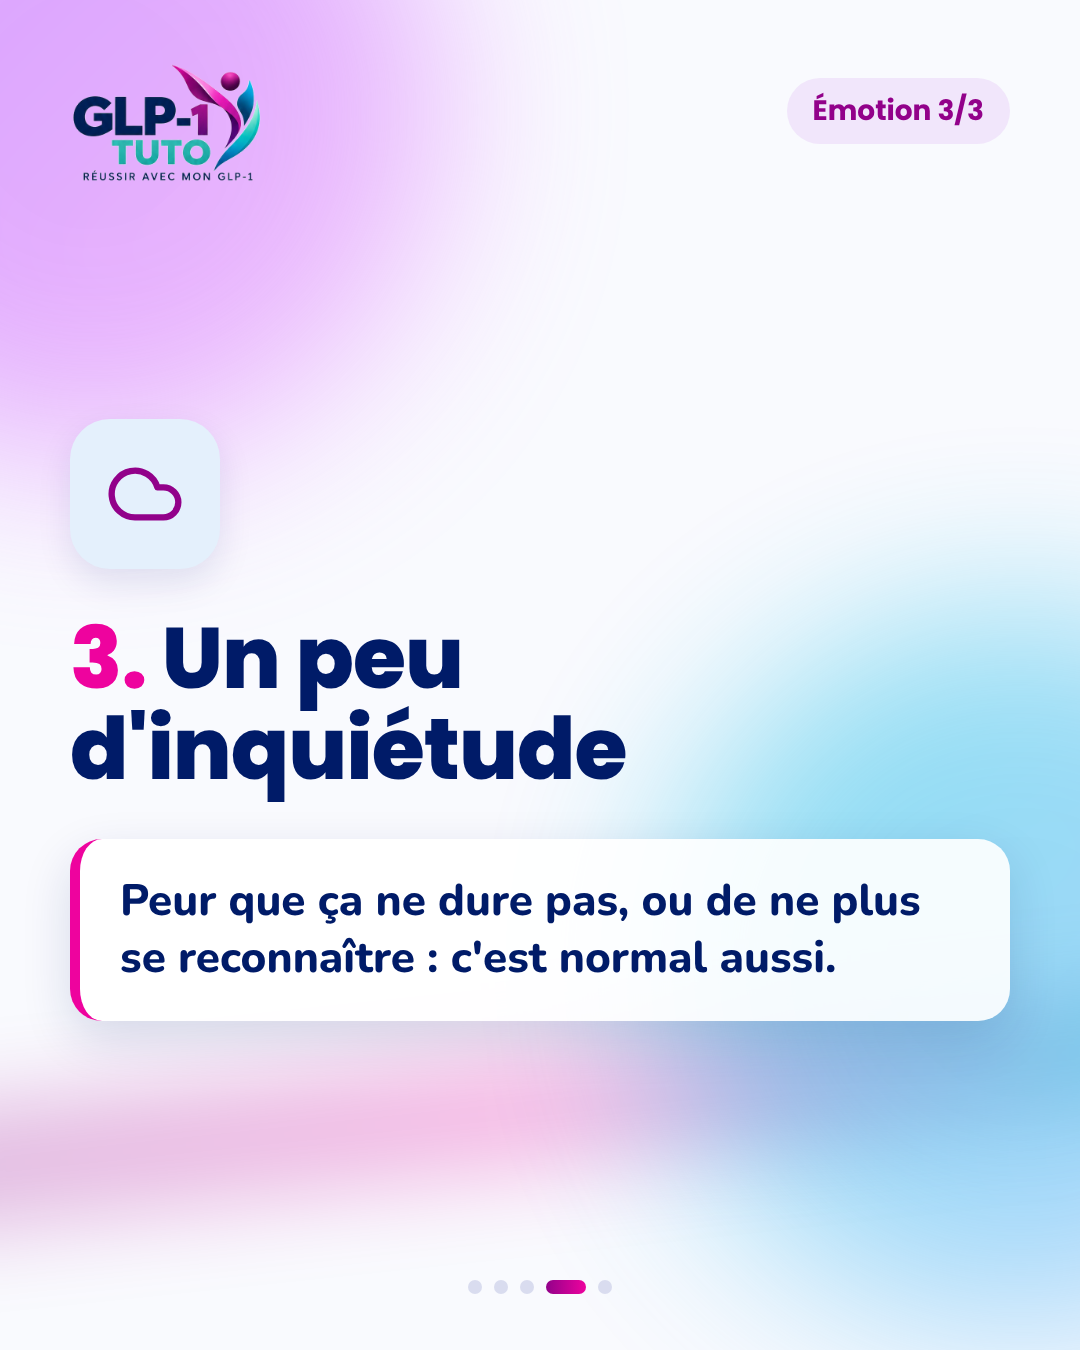 GLP-1
TUTO
RÉUSSIR AVEC MON GLP-1
Émotion 3/3
3. Un peu
d'inquiétude
Peur que ça ne dure pas, ou de ne plus
se reconnaître : c'est normal aussi.